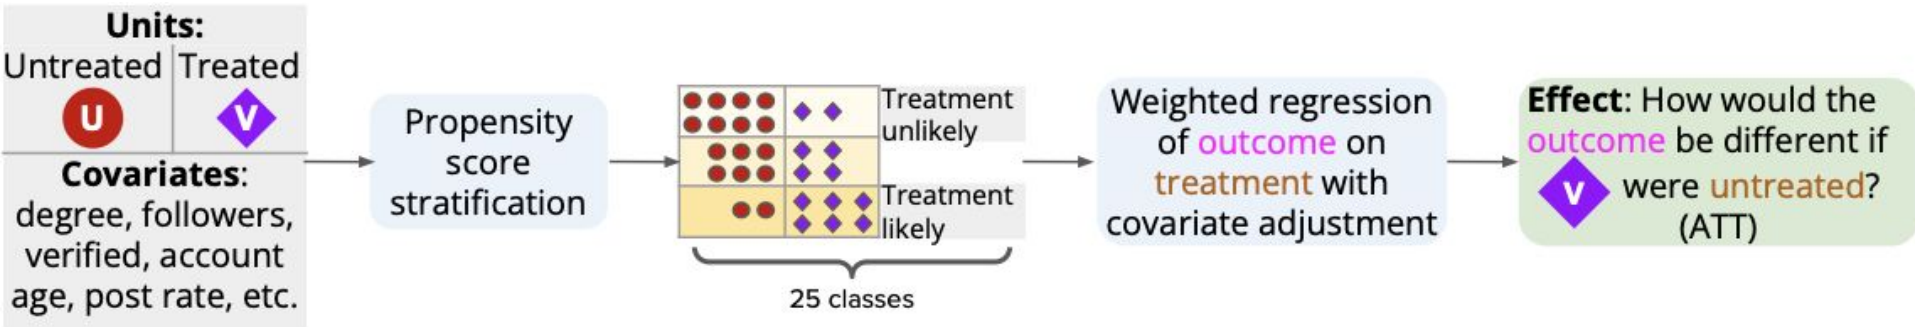 Units:
Untreated Treated
U V
Covariates:
degree, followers,
verified, account
age, post rate, etc.
Propensity
score
stratification
Treatment
unlikely
Treatment
likely
25 classes
Weighted regression
of outcome on
treatment with
covariate adjustment
Effect: How would the
outcome be different if
V were untreated?
(ATT)